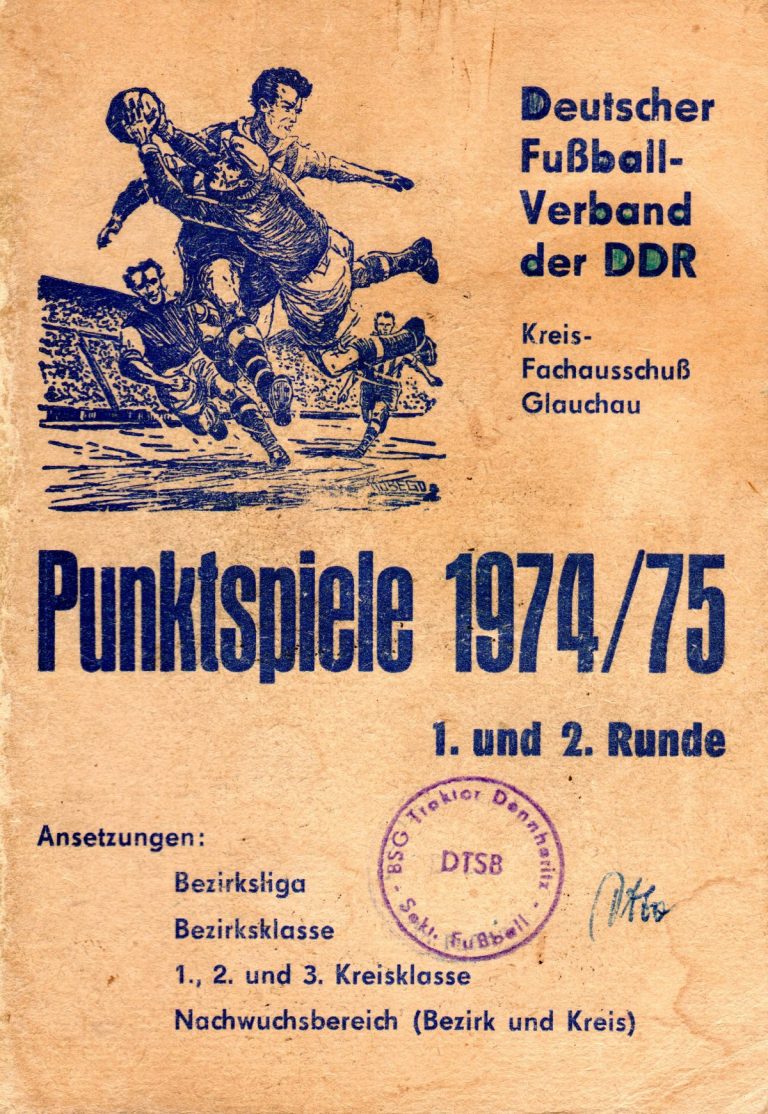 Deutscher
Fußball-
Verband
der DDR
Kreis-
Fachausschuß
Glauchau
Punktspiele 1974/75
1. und 2. Runde
Ansetzungen:
Bezirksliga
Bezirksklasse
1., 2. und 3. Kreisklasse
Nachwuchsbereich (Bezirk und Kreis)
BSG Traktor Dennheritz
DTSB
Sekt. Fußball